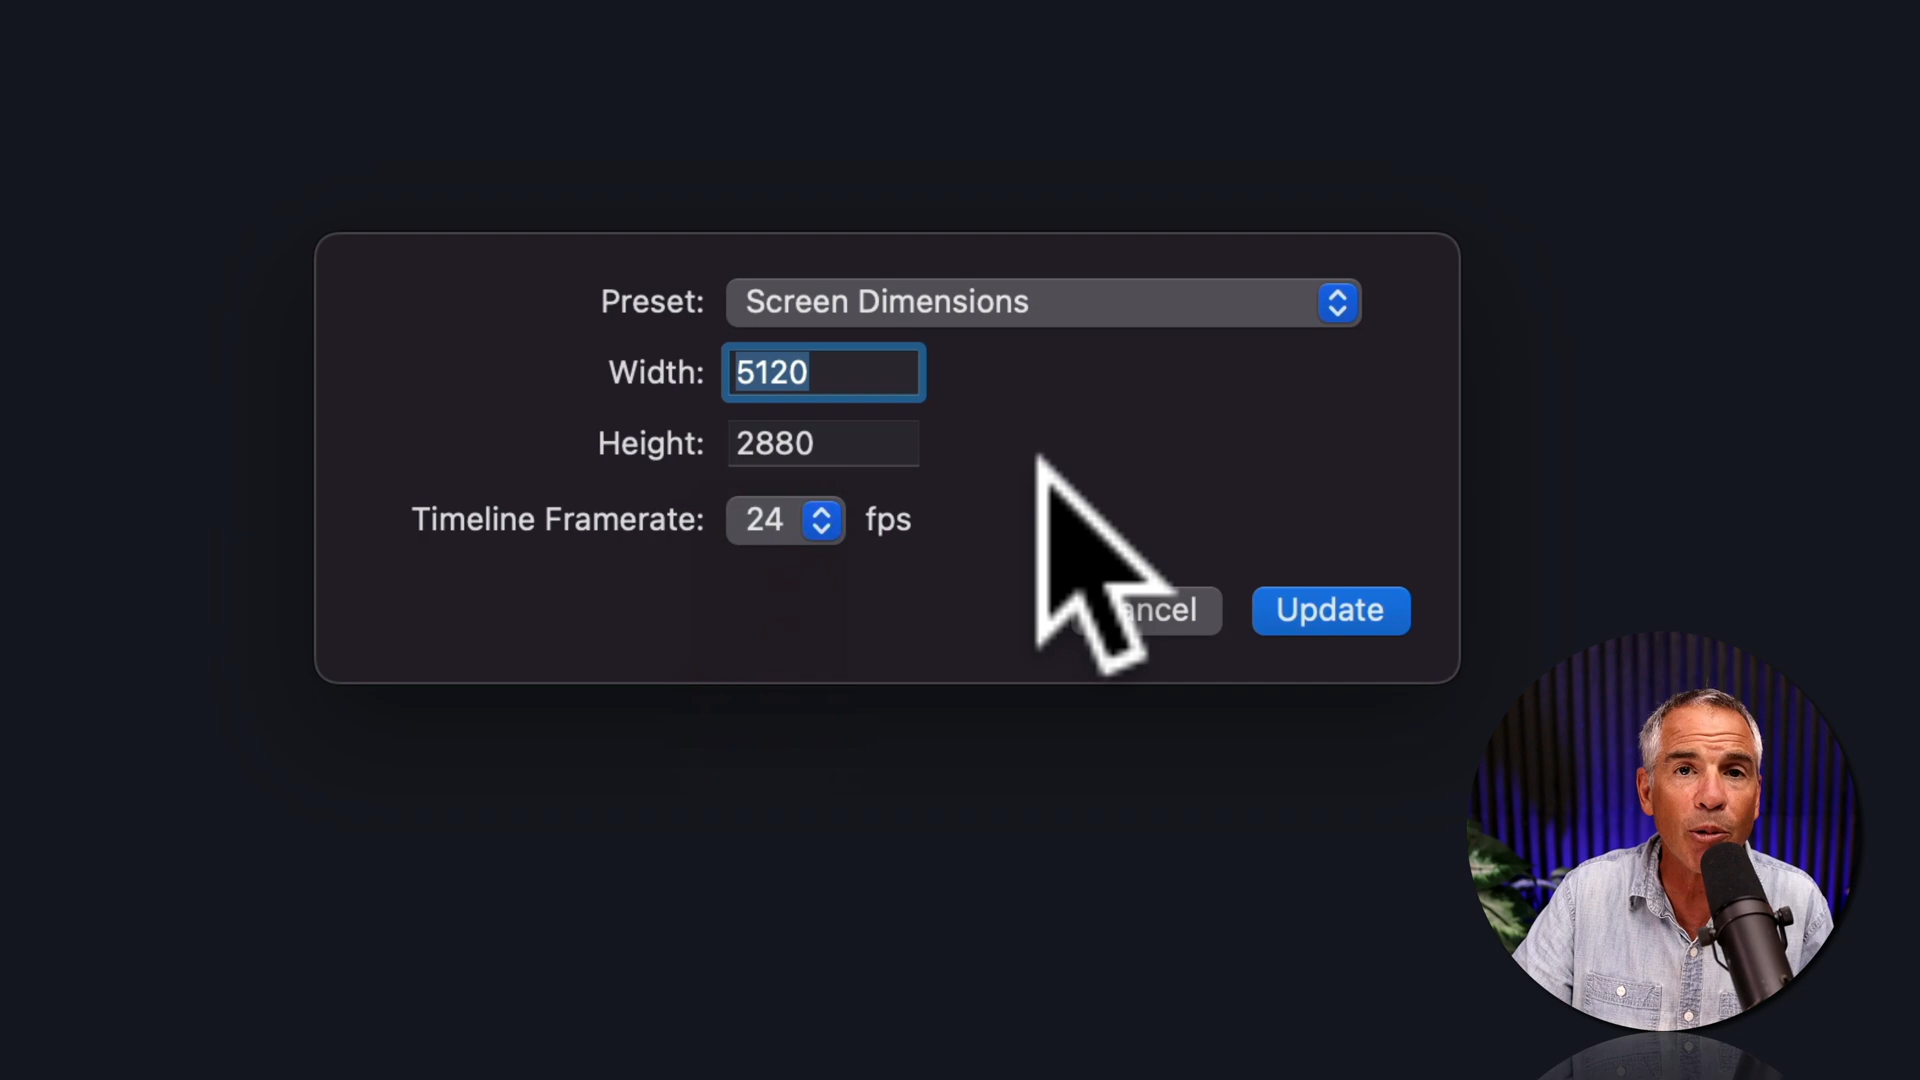 Preset: Screen Dimensions
Width: 5120
Height: 2880
Timeline Framerate: 24 fps
ancel Update